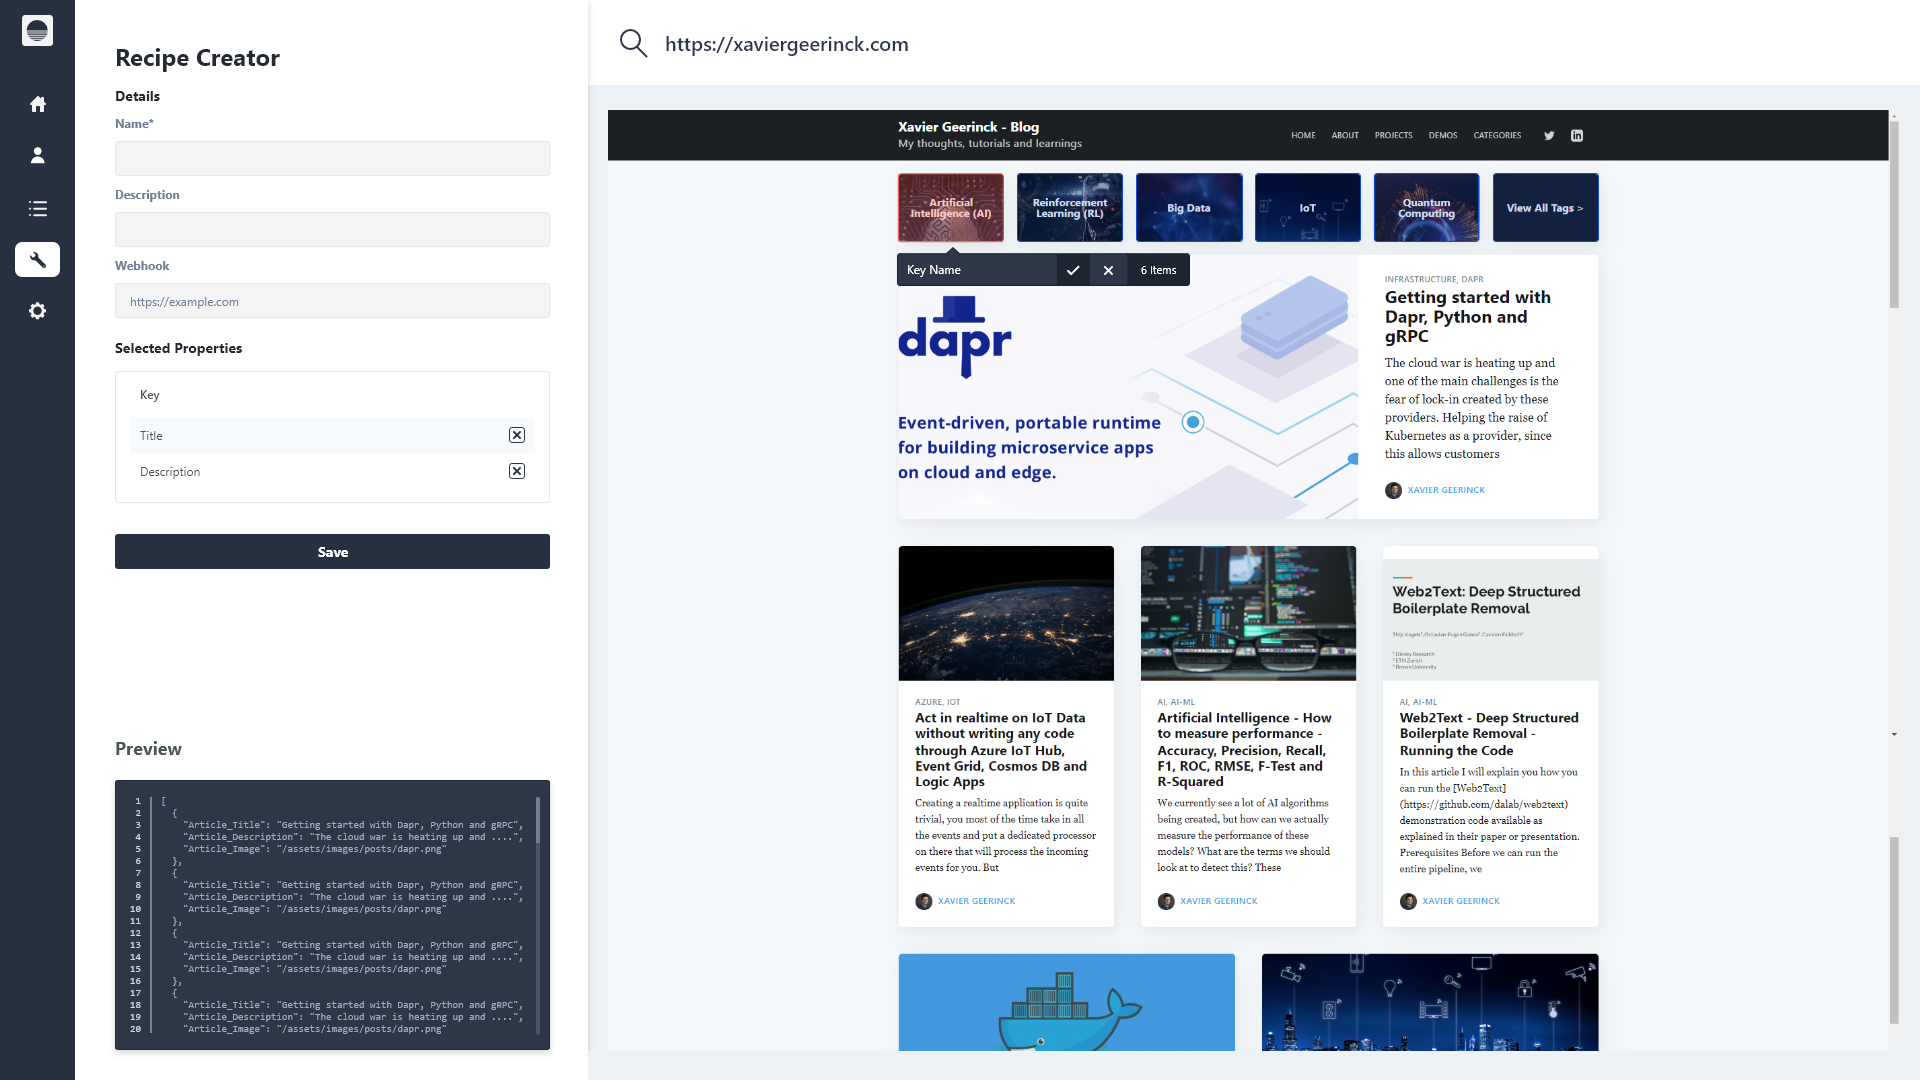 Recipe Creator
Details
Name*
Description
Webhook
https://example.com
Selected Properties
Key
Title
Description
Save
Preview
1 [
2 {
3 "Article_Title": "Getting started with Dapr, Python and gRPC",
4 "Article_Description": "The cloud war is heating up and ....",
5 "Article_Image": "/assets/images/posts/dapr.png"
6 },
7 {
8 "Article_Title": "Getting started with Dapr, Python and gRPC",
9 "Article_Description": "The cloud war is heating up and ....",
10 "Article_Image": "/assets/images/posts/dapr.png"
11 },
12 {
13 "Article_Title": "Getting started with Dapr, Python and gRPC",
14 "Article_Description": "The cloud war is heating up and ....",
15 "Article_Image": "/assets/images/posts/dapr.png"
16 },
17 {
18 "Article_Title": "Getting started with Dapr, Python and gRPC",
19 "Article_Description": "The cloud war is heating up and ....",
20 "Article_Image": "/assets/images/posts/dapr.png"
https://xaviergeerinck.com
Xavier Geerinck - Blog
My thoughts, tutorials and learnings
HOME ABOUT PROJECTS DEMOS CATEGORIES
Artificial
Intelligence (AI)
Reinforcement
Learning (RL)
Big Data
IoT
Quantum
Computing
View All Tags >
Key Name
6 Items
dapr
Event-driven, portable runtime
for building microservice apps
on cloud and edge.
INFRASTRUCTURE, DAPR
Getting started with
Dapr, Python and
gRPC
The cloud war is heating up and
one of the main challenges is the
fear of lock-in created by these
providers. Helping the raise of
Kubernetes as a provider, since
this allows customers
XAVIER GEERINCK
AZURE, IOT
Act in realtime on IoT Data
without writing any code
through Azure IoT Hub,
Event Grid, Cosmos DB and
Logic Apps
Creating a realtime application is quite
trivial, you most of the time take in all
the events and put a dedicated processor
on there that will process the incoming
events for you. But
XAVIER GEERINCK
AI, AI-ML
Artificial Intelligence - How
to measure performance -
Accuracy, Precision, Recall,
F1, ROC, RMSE, F-Test and
R-Squared
We currently see a lot of AI algorithms
being created, but how can we actually
measure the performance of these
models? What are the terms we should
look at to detect this? These
XAVIER GEERINCK
Web2Text: Deep Structured
Boilerplate Removal
Thijs Vogels¹, Octavian-Eugen Ganea², Carsten Eickhoff³
¹ Disney Research
² ETH Zurich
³ Brown University
AI, AI-ML
Web2Text - Deep Structured
Boilerplate Removal -
Running the Code
In this article I will explain you how you
can run the [Web2Text]
(https://github.com/dalab/web2text)
demonstration code available as
explained in their paper or presentation.
Prerequisites Before we can run the
entire pipeline, we
XAVIER GEERINCK